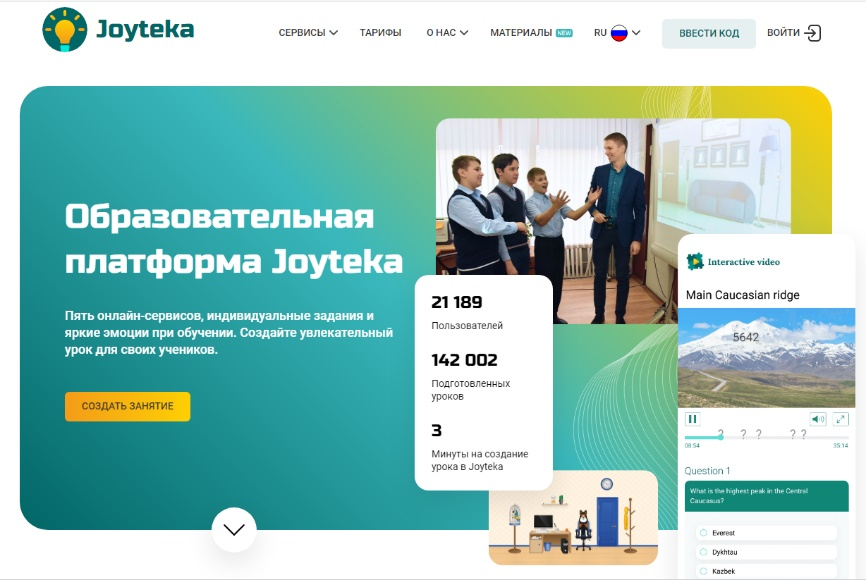 Joyteka
СЕРВИСЫ
ТАРИФЫ
О НАС
МАТЕРИАЛЫ NEW
RU
ВВЕСТИ КОД
ВОЙТИ
Образовательная
платформа Joyteka
Пять онлайн-сервисов, индивидуальные задания и
яркие эмоции при обучении. Создайте увлекательный
урок для своих учеников.
СОЗДАТЬ ЗАНЯТИЕ
21 189
Пользователей
142 002
Подготовленных
уроков
3
Минуты на создание
урока в Joyteka
Interactive video
Main Caucasian ridge
5642
? ? ? ? ?
08:54
35:14
Question 1
What is the highest peak in the Central
Caucasus?
Everest
Dykhtau
Kazbek